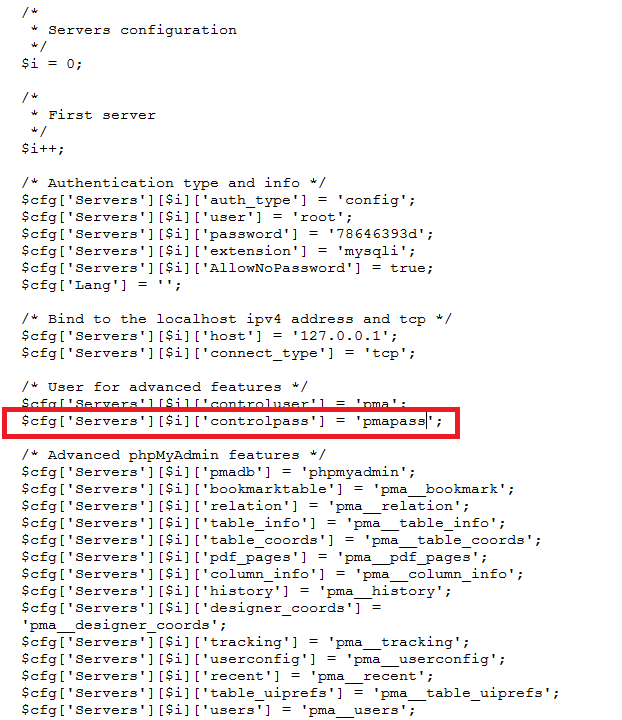 /*
 * Servers configuration
 */
$i = 0;

/*
 * First server
 */
$i++;

/* Authentication type and info */
$cfg['Servers'][$i]['auth_type'] = 'config';
$cfg['Servers'][$i]['user'] = 'root';
$cfg['Servers'][$i]['password'] = '78646393d';
$cfg['Servers'][$i]['extension'] = 'mysqli';
$cfg['Servers'][$i]['AllowNoPassword'] = true;
$cfg['Lang'] = '';

/* Bind to the localhost ipv4 address and tcp */
$cfg['Servers'][$i]['host'] = '127.0.0.1';
$cfg['Servers'][$i]['connect_type'] = 'tcp';

/* User for advanced features */
$cfg['Servers'][$i]['controluser'] = 'pma';
$cfg['Servers'][$i]['controlpass'] = 'pmapass';

/* Advanced phpMyAdmin features */
$cfg['Servers'][$i]['pmadb'] = 'phpmyadmin';
$cfg['Servers'][$i]['bookmarktable'] = 'pma__bookmark';
$cfg['Servers'][$i]['relation'] = 'pma__relation';
$cfg['Servers'][$i]['table_info'] = 'pma__table_info';
$cfg['Servers'][$i]['table_coords'] = 'pma__table_coords';
$cfg['Servers'][$i]['pdf_pages'] = 'pma__pdf_pages';
$cfg['Servers'][$i]['column_info'] = 'pma__column_info';
$cfg['Servers'][$i]['history'] = 'pma__history';
$cfg['Servers'][$i]['designer_coords'] =
'pma__designer_coords';
$cfg['Servers'][$i]['tracking'] = 'pma__tracking';
$cfg['Servers'][$i]['userconfig'] = 'pma__userconfig';
$cfg['Servers'][$i]['recent'] = 'pma__recent';
$cfg['Servers'][$i]['table_uiprefs'] = 'pma__table_uiprefs';
$cfg['Servers'][$i]['users'] = 'pma__users';